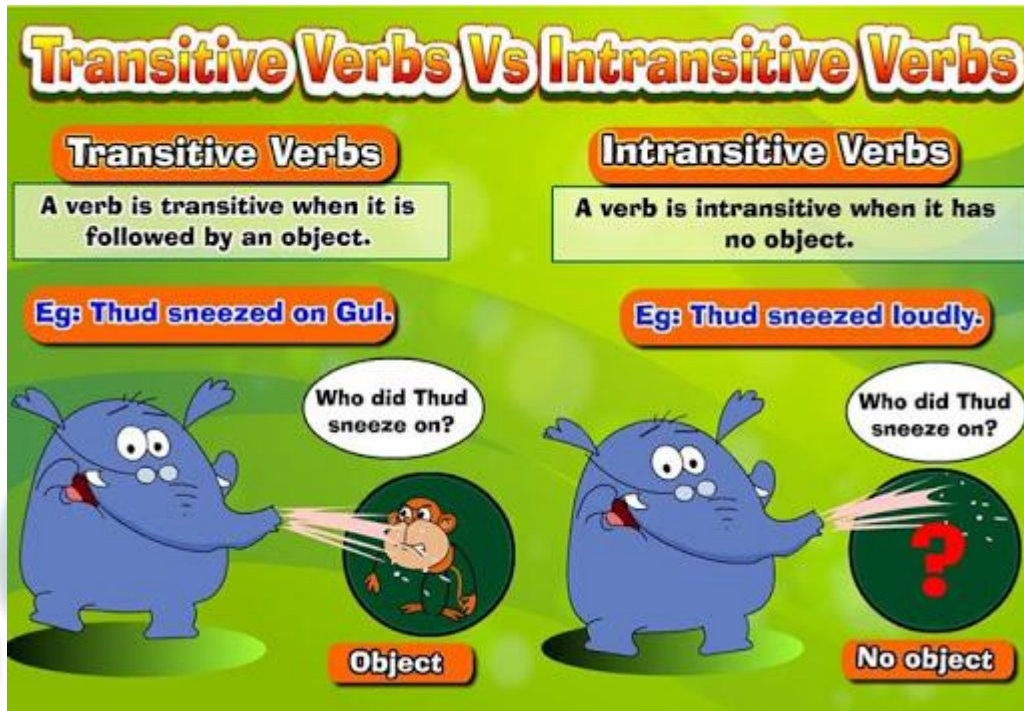 Transitive Verbs Vs Intransitive Verbs
Transitive Verbs
A verb is transitive when it is
followed by an object.
Eg: Thud sneezed on Gul.
Who did Thud
sneeze on?
Object
Intransitive Verbs
A verb is intransitive when it has
no object.
Eg: Thud sneezed loudly.
Who did Thud
sneeze on?
?
No object